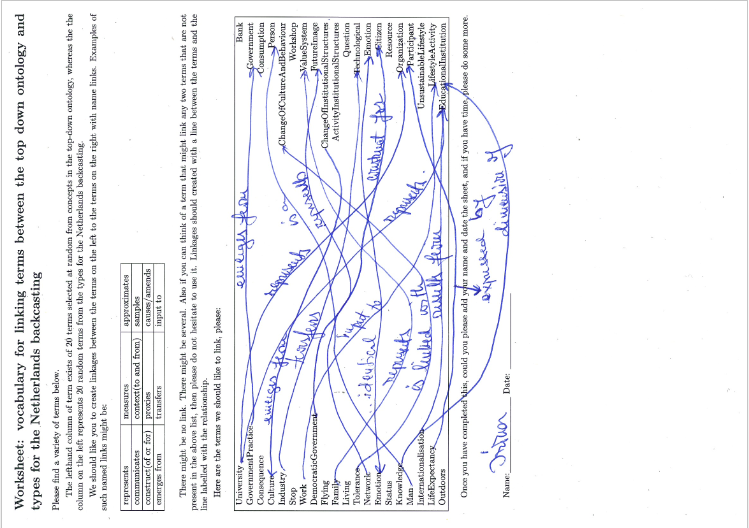 Worksheet: vocabulary for linking terms between the top down ontology and
types for the Netherlands backcasting
Please find a variety of terms below.
The lefthand column of term exists of 20 terms selected at random from concepts in the top-down ontology, whereas the the
column on the left represents 20 random terms from the types for the Netherlands backcasting.
We should like you to create linkages between the terms on the left to the terms on the right with name links. Examples of
such named links might be:
represents measures approximates
communicates context(to and from) samples
construct(of or for) proxies causes/amends
emerges from transfers input to
There might be no link. There might be several. Also if you can think of a term that might link any two terms that are not
present in the above list, then please do not hesitate to use it. Linkages should created with a line between the terms and the
line labelled with the relationship.
Here are the terms we should like to link, please:
University Bank
GovernmentPractice Government
Consequence Consumption
Culture Person
Industry ChangeOfCultureAndBehaviour
Stop Workshop
Work ValueSystem
DemocraticGovernment FutureImage
Flying ChangeOfInstitutionalStructures
Family ActivityInstitutionalStructures
Living Question
Tolerance Technological
Network Emotion
Emotion Citizen
Status Resource
Knowledge Organization
Man Participant
Internationalisation UnsustainableLifestyle
LifeExpectancy LifestyleActivity
Outdoors EducationalInstitution
emerges from
is a
represents
represents
construct for
emerges from
transfers
represents
input to
identical
represents
is linked with
results from
expressed by
dimension of
Once you have completed this, could you please add your name and date the sheet, and if you have time, please do some more.
Name: Date: